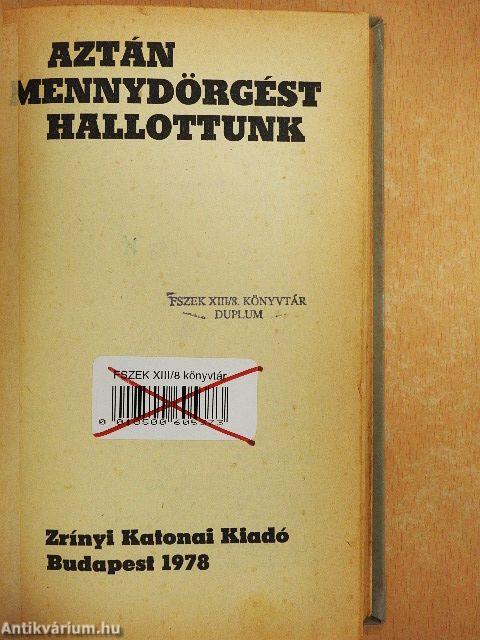 AZTÁN
MENNYDÖRGÉST
HALLOTTUNK
FSZEK XIII/8. KÖNYVTÁR
DUPLUM
FSZEK XIII/8 könyvtár
Zrínyi Katonai Kiadó
Budapest 1978
Antikvárium.hu